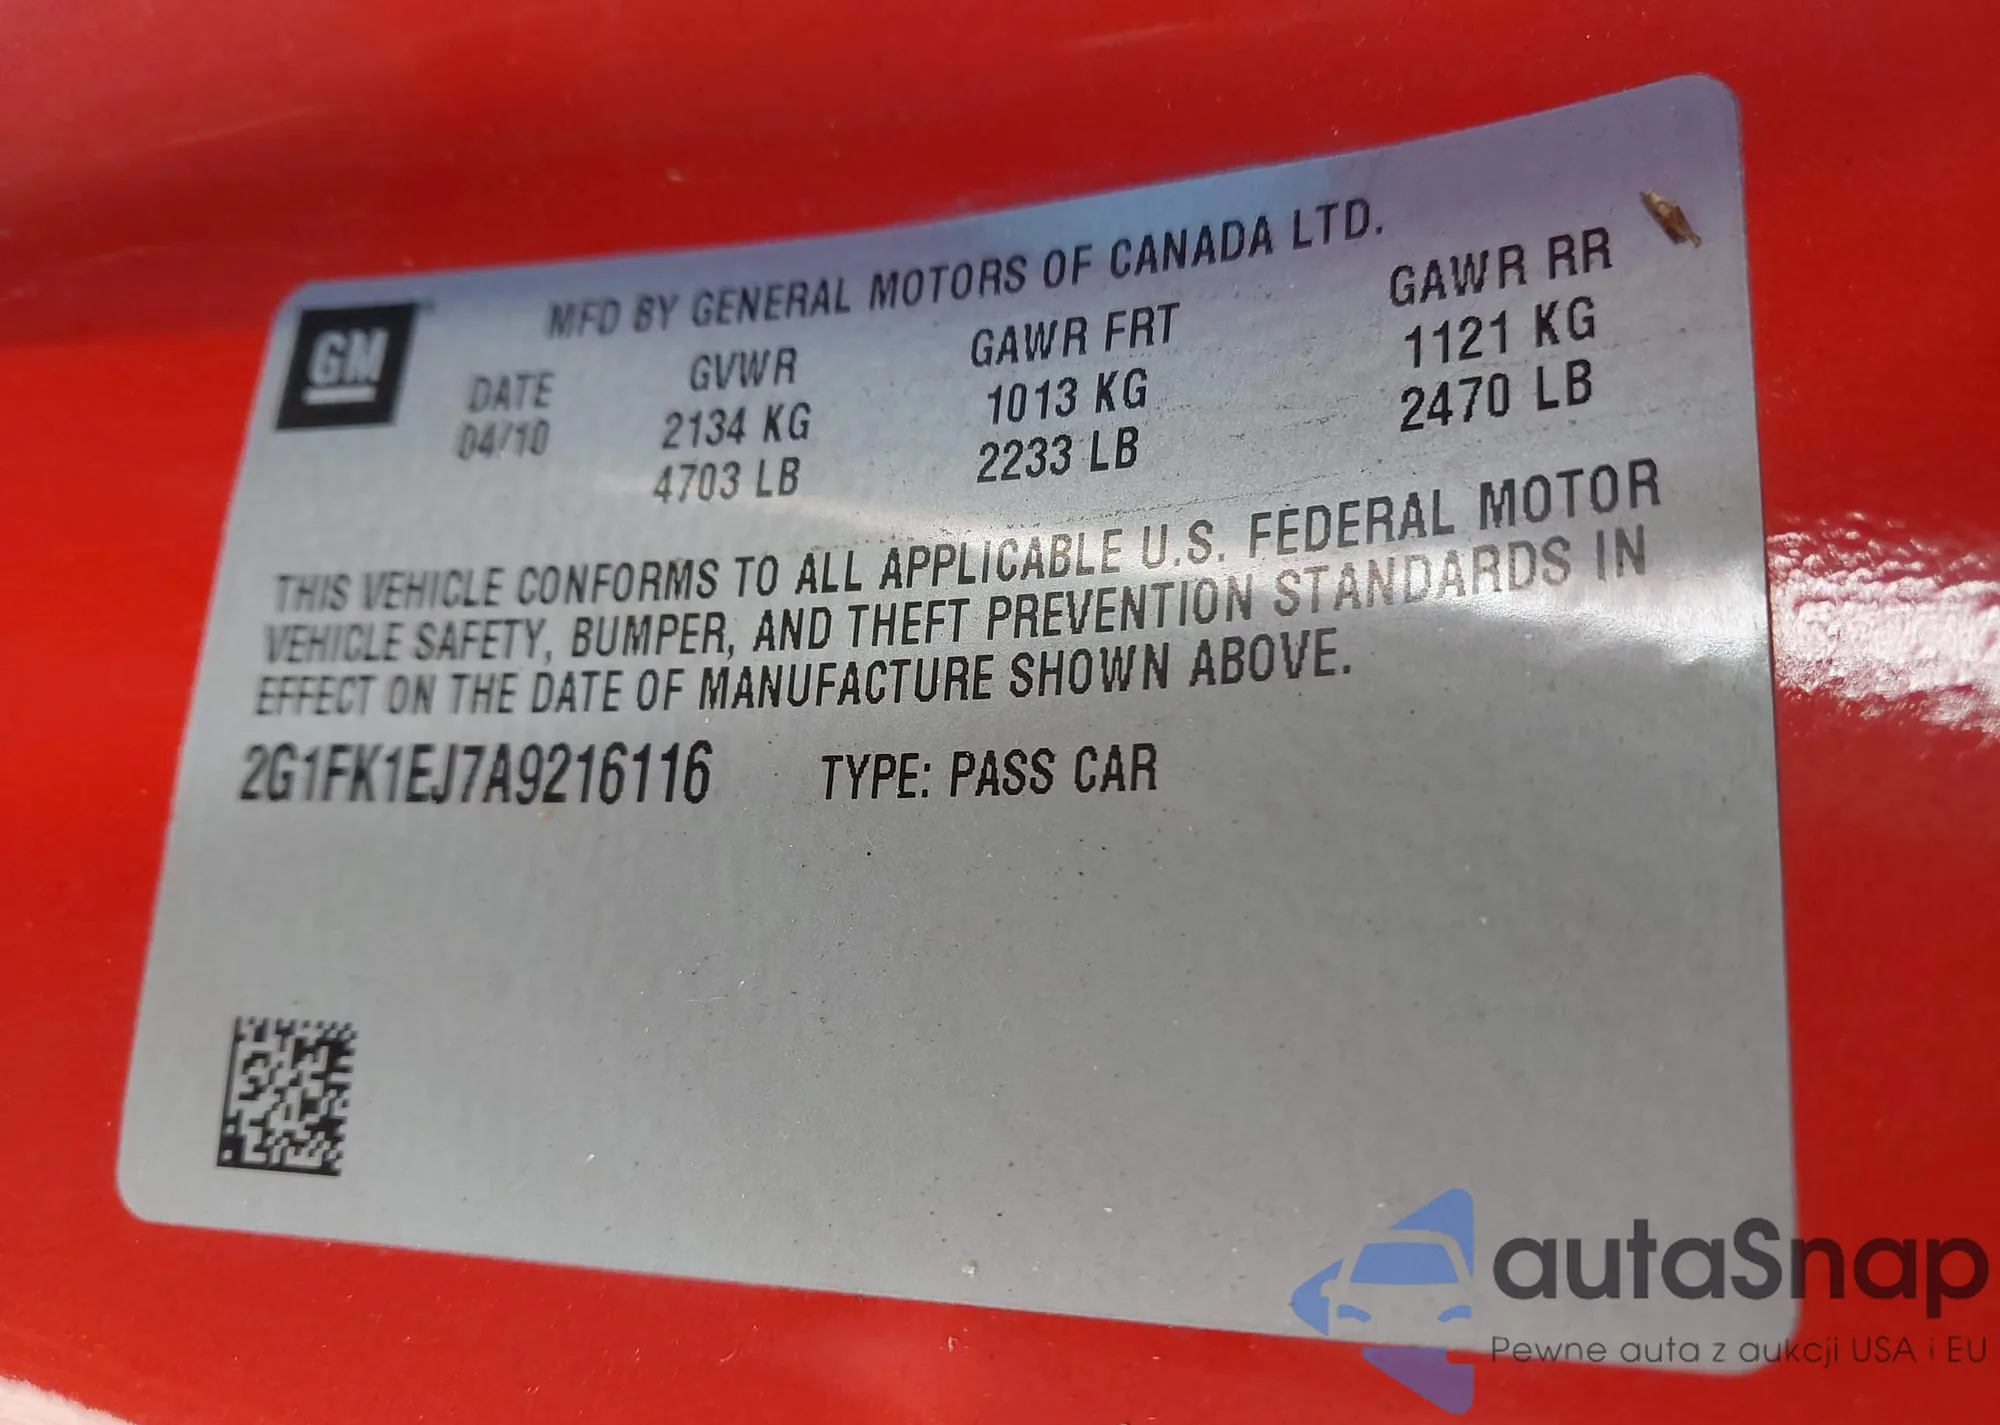 GM
MFD BY GENERAL MOTORS OF CANADA LTD.
DATE GVWR GAWR FRT GAWR RR
04/10 2134 KG 1013 KG 1121 KG
4703 LB 2233 LB 2470 LB
THIS VEHICLE CONFORMS TO ALL APPLICABLE U.S. FEDERAL MOTOR
VEHICLE SAFETY, BUMPER, AND THEFT PREVENTION STANDARDS IN
EFFECT ON THE DATE OF MANUFACTURE SHOWN ABOVE.
2G1FK1EJ7A9216116 TYPE: PASS CAR
autaSnap
Pewne auta z aukcji USA i EU